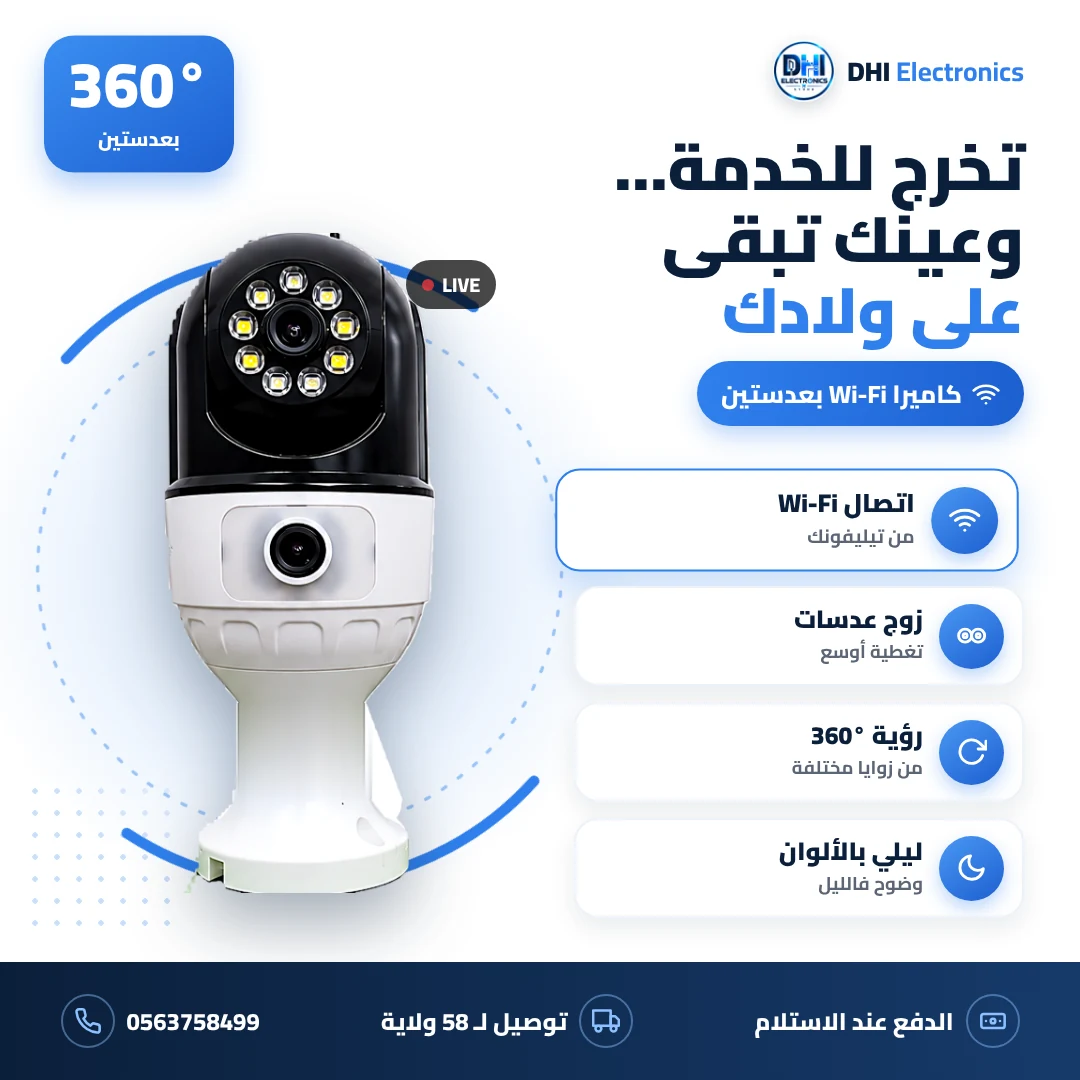 DHI
ELECTRONICS
DHI Electronics
360°
بعدستين
تخرج للخدمة...
وعينك تبقى
على ولادك
كاميرا Wi-Fi بعدستين
LIVE
اتصال Wi-Fi
من تيليفونك
زوج عدسات
تغطية أوسع
رؤية 360°
من زوايا مختلفة
ليلي بالألوان
وضوح فالليل
الدفع عند الاستلام
توصيل لـ 58 ولاية
0563758499